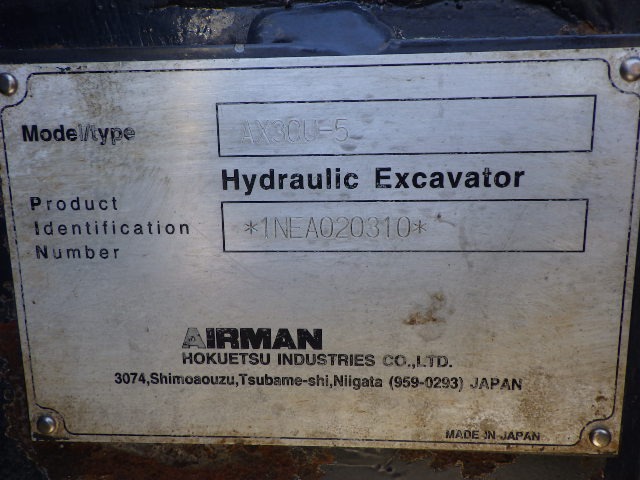 Model/type AX30U-5
Hydraulic Excavator
Product
Identification
Number
*1NEA020310*
AIRMAN
HOKUETSU INDUSTRIES CO.,LTD.
3074,Shimoaouzu,Tsubame-shi,Niigata (959-0293) JAPAN
MADE IN JAPAN